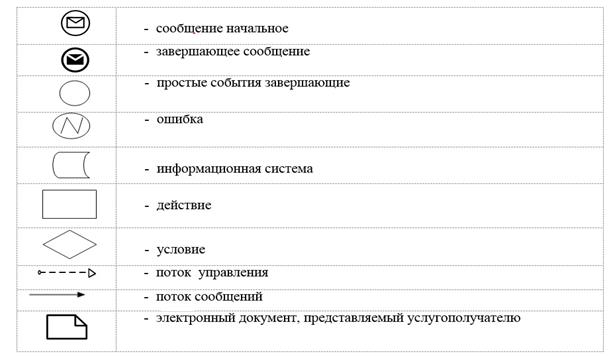 - сообщение начальное
- завершающее сообщение
- простые события завершающие
- ошибка
- информационная система
- действие
- условие
- поток управления
- поток сообщений
- электронный документ, представляемый услугополучателю